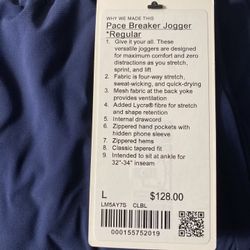 WHY WE MADE THIS
Pace Breaker Jogger
*Regular
1. Give it your all. These
versatile joggers are designed
for maximum comfort and zero
distractions as you stretch,
sprint, and lift
2. Fabric is four-way stretch,
sweat-wicking, and quick-drying
3. Mesh fabric at the back yoke
provides ventilation
4. Added Lycra® fibre for stretch
and shape retention
5. Internal drawcord
6. Zippered hand pockets with
hidden phone sleeve
7. Zippered hems
8. Classic tapered fit
9. Intended to sit at ankle for
32"-34" inseam
L $128.00
LM5AY7S CLBL
000155752019